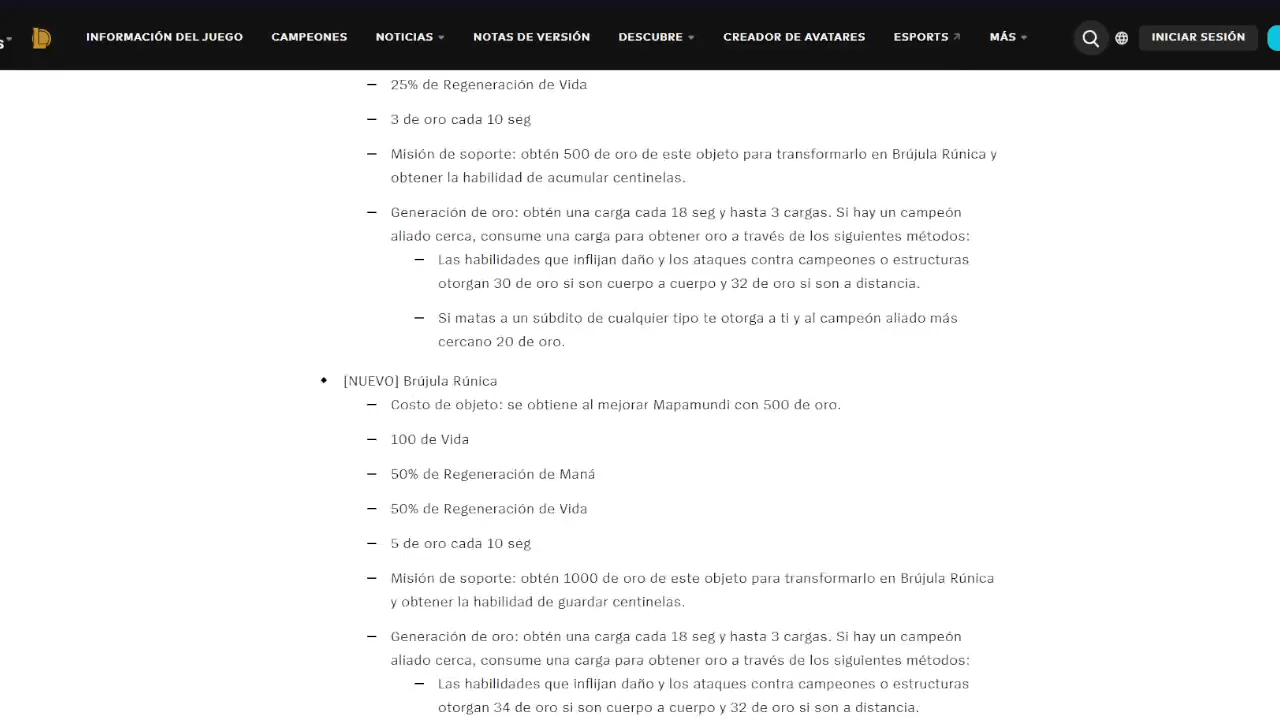 s
INFORMACIÓN DEL JUEGO CAMPEONES NOTICIAS NOTAS DE VERSIÓN DESCUBRE CREADOR DE AVATARES ESPORTS MÁS INICIAR SESIÓN
— 25% de Regeneración de Vida
— 3 de oro cada 10 seg
— Misión de soporte: obtén 500 de oro de este objeto para transformarlo en Brújula Rúnica y
obtener la habilidad de acumular centinelas.
— Generación de oro: obtén una carga cada 18 seg y hasta 3 cargas. Si hay un campeón
aliado cerca, consume una carga para obtener oro a través de los siguientes métodos:
— Las habilidades que inflijan daño y los ataques contra campeones o estructuras
otorgan 30 de oro si son cuerpo a cuerpo y 32 de oro si son a distancia.
— Si matas a un súbdito de cualquier tipo te otorga a ti y al campeón aliado más
cercano 20 de oro.
◆ [NUEVO] Brújula Rúnica
— Costo de objeto: se obtiene al mejorar Mapamundi con 500 de oro.
— 100 de Vida
— 50% de Regeneración de Maná
— 50% de Regeneración de Vida
— 5 de oro cada 10 seg
— Misión de soporte: obtén 1000 de oro de este objeto para transformarlo en Brújula Rúnica
y obtener la habilidad de guardar centinelas.
— Generación de oro: obtén una carga cada 18 seg y hasta 3 cargas. Si hay un campeón
aliado cerca, consume una carga para obtener oro a través de los siguientes métodos:
— Las habilidades que inflijan daño y los ataques contra campeones o estructuras
otorgan 34 de oro si son cuerpo a cuerpo y 32 de oro si son a distancia.